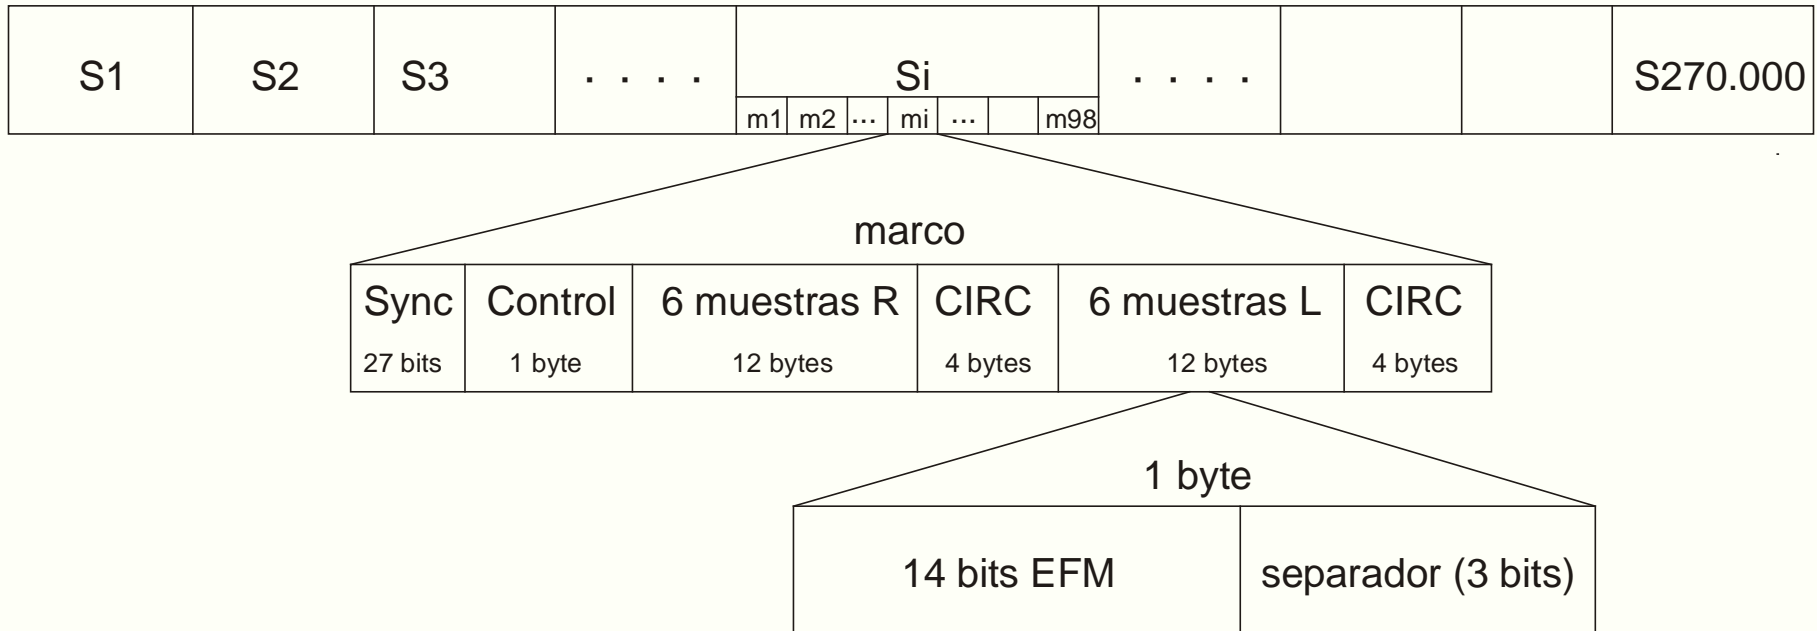 S1 S2 S3 . . . . Si . . . . S270.000
m1 m2 ... mi ... m98
marco
Sync Control 6 muestras R CIRC 6 muestras L CIRC
27 bits 1 byte 12 bytes 4 bytes 12 bytes 4 bytes
1 byte
14 bits EFM separador (3 bits)